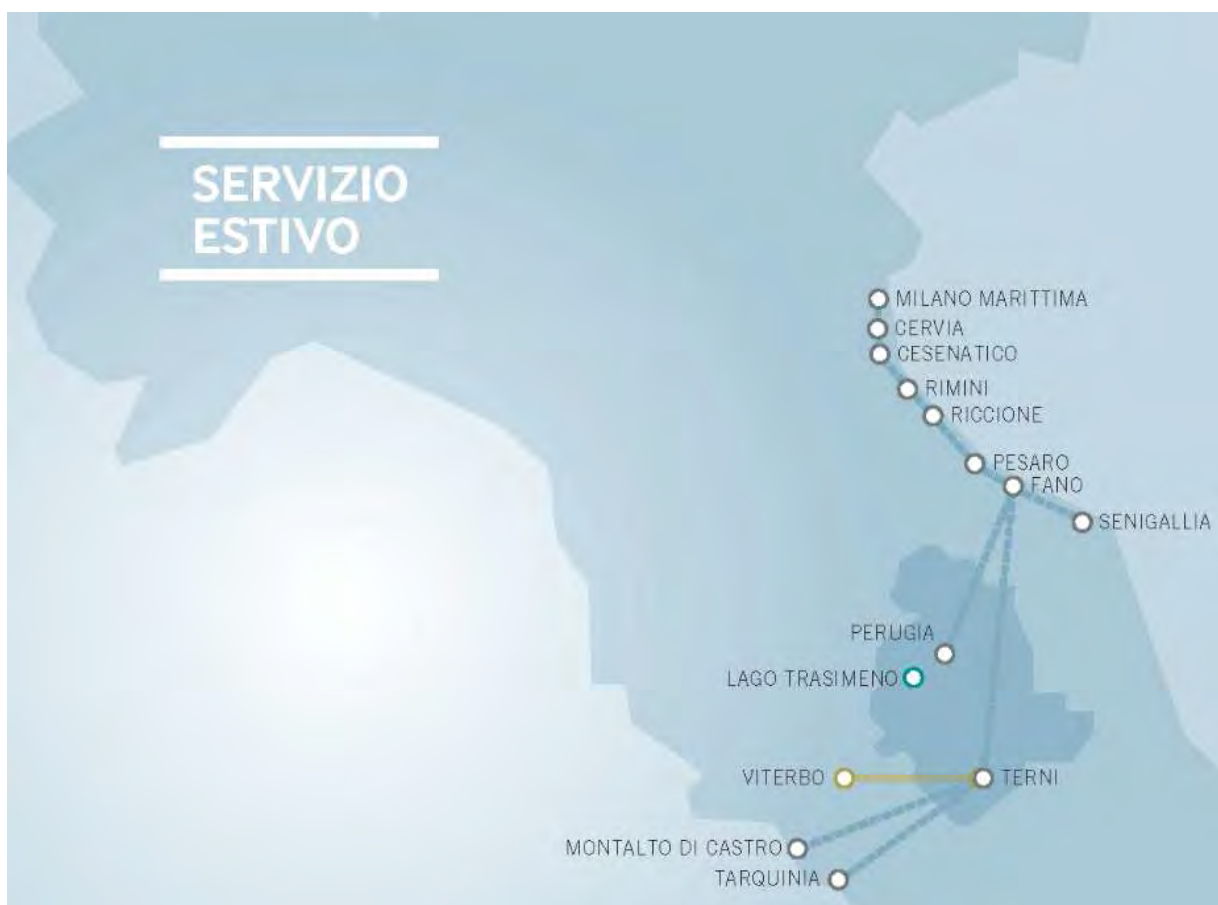 SERVIZIO
ESTIVO
MILANO MARITTIMA
CERVIA
CESENATICO
RIMINI
RICCIONE
PESARO
FANO
SENIGALLIA
PERUGIA
LAGO TRASIMENO
VITERBO
TERNI
MONTALTO DI CASTRO
TARQUINIA